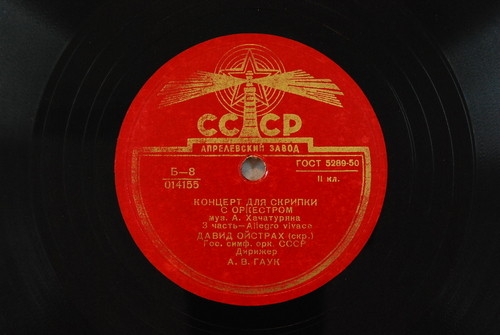 СССР
АПРЕЛЕВСКИЙ ЗАВОД
ГОСТ 5289-50
Б—8
014155
II кл.
КОНЦЕРТ ДЛЯ СКРИПКИ
С ОРКЕСТРОМ
муз. А. Хачатуряна
3 часть—Allegro vivace
ДАВИД ОЙСТРАХ (скр.)
Гос. симф. орк. СССР
Дирижер
А. В. ГАУК